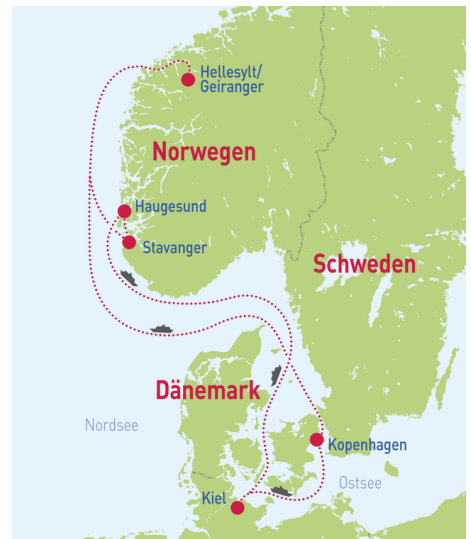 Hellesylt/
Geiranger
Norwegen
Haugesund
Stavanger
Schweden
Dänemark
Nordsee
Kopenhagen
Ostsee
Kiel